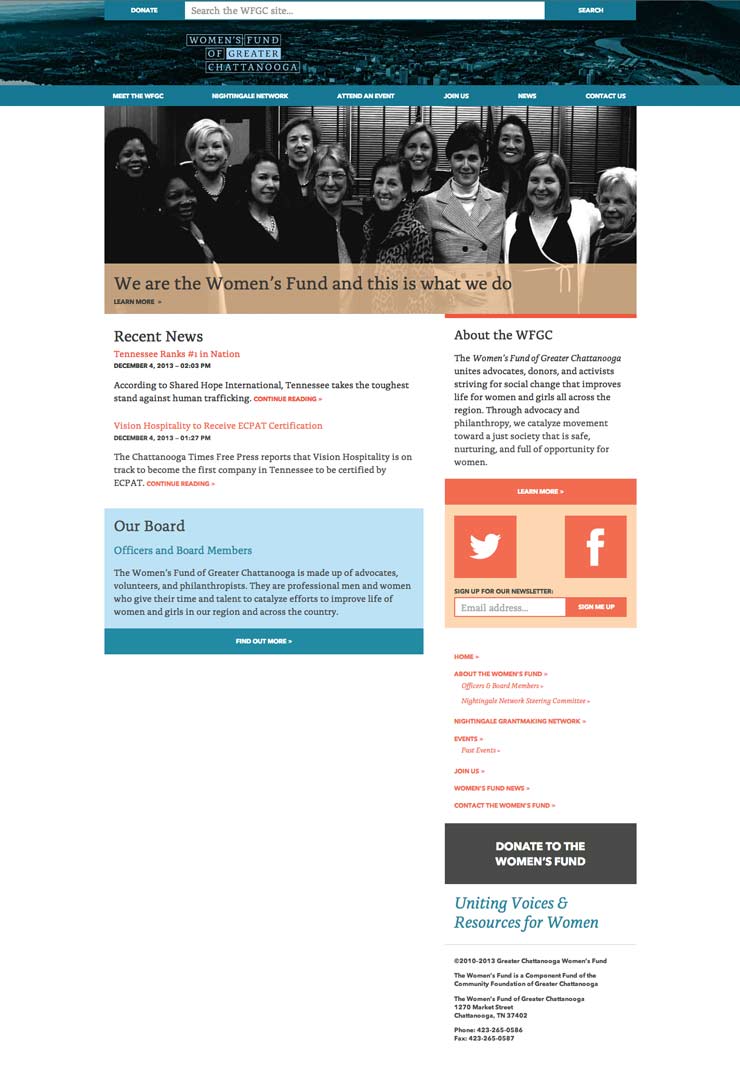 DONATE
Search the WFGC site...
SEARCH
WOMEN'S FUND
OF GREATER
CHATTANOOGA
MEET THE WFGC
NIGHTINGALE NETWORK
ATTEND AN EVENT
JOIN US
NEWS
CONTACT US
We are the Women's Fund and this is what we do
LEARN MORE »
Recent News
Tennessee Ranks #1 in Nation
DECEMBER 4, 2013 – 02:03 PM
According to Shared Hope International, Tennessee takes the toughest
stand against human trafficking. CONTINUE READING »
Vision Hospitality to Receive ECPAT Certification
DECEMBER 4, 2013 – 01:27 PM
The Chattanooga Times Free Press reports that Vision Hospitality is on
track to become the first company in Tennessee to be certified by
ECPAT. CONTINUE READING »
Our Board
Officers and Board Members
The Women's Fund of Greater Chattanooga is made up of advocates,
volunteers, and philanthropists. They are professional men and women
who give their time and talent to catalyze efforts to improve life of
women and girls in our region and across the country.
FIND OUT MORE »
About the WFGC
The Women's Fund of Greater Chattanooga
unites advocates, donors, and activists
striving for social change that improves
life for women and girls all across the
region. Through advocacy and
philanthropy, we catalyze movement
toward a just society that is safe,
nurturing, and full of opportunity for
women.
LEARN MORE »
SIGN UP FOR OUR NEWSLETTER:
Email address...
SIGN ME UP
HOME »
ABOUT THE WOMEN'S FUND »
Officers & Board Members »
Nightingale Network Steering Committee »
NIGHTINGALE GRANTMAKING NETWORK »
EVENTS »
Past Events »
JOIN US »
WOMEN'S FUND NEWS »
CONTACT THE WOMEN'S FUND »
DONATE TO THE
WOMEN'S FUND
Uniting Voices &
Resources for Women
©2010-2013 Greater Chattanooga Women's Fund
The Women's Fund is a Component Fund of the
Community Foundation of Greater Chattanooga
The Women's Fund of Greater Chattanooga
1270 Market Street
Chattanooga, TN 37402
Phone: 423-265-0586
Fax: 423-265-0587